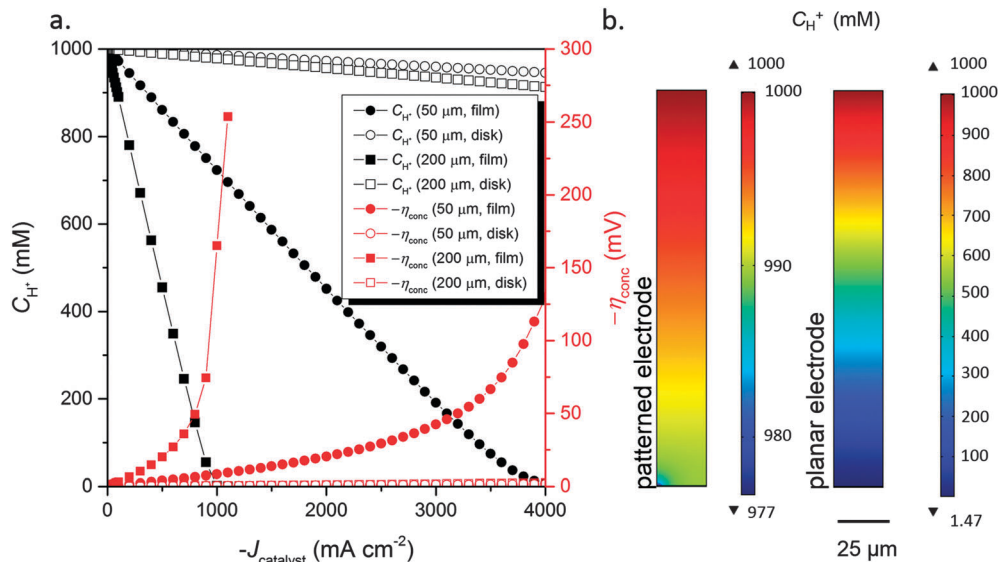 a.
1000
800
600
400
200
0
C_H⁺ (mM)
0
1000
2000
3000
4000
-J_catalyst (mA cm⁻²)
300
250
200
150
100
50
0
−η_conc (mV)
C_H⁺ (50 μm, film)
C_H⁺ (50 μm, disk)
C_H⁺ (200 μm, film)
C_H⁺ (200 μm, disk)
−η_conc (50 μm, film)
−η_conc (50 μm, disk)
−η_conc (200 μm, film)
−η_conc (200 μm, disk)
b.
C_H⁺ (mM)
patterned electrode
▲ 1000
1000
990
980
▼ 977
planar electrode
▲ 1000
1000
900
800
700
600
500
400
300
200
100
▼ 1.47
25 μm